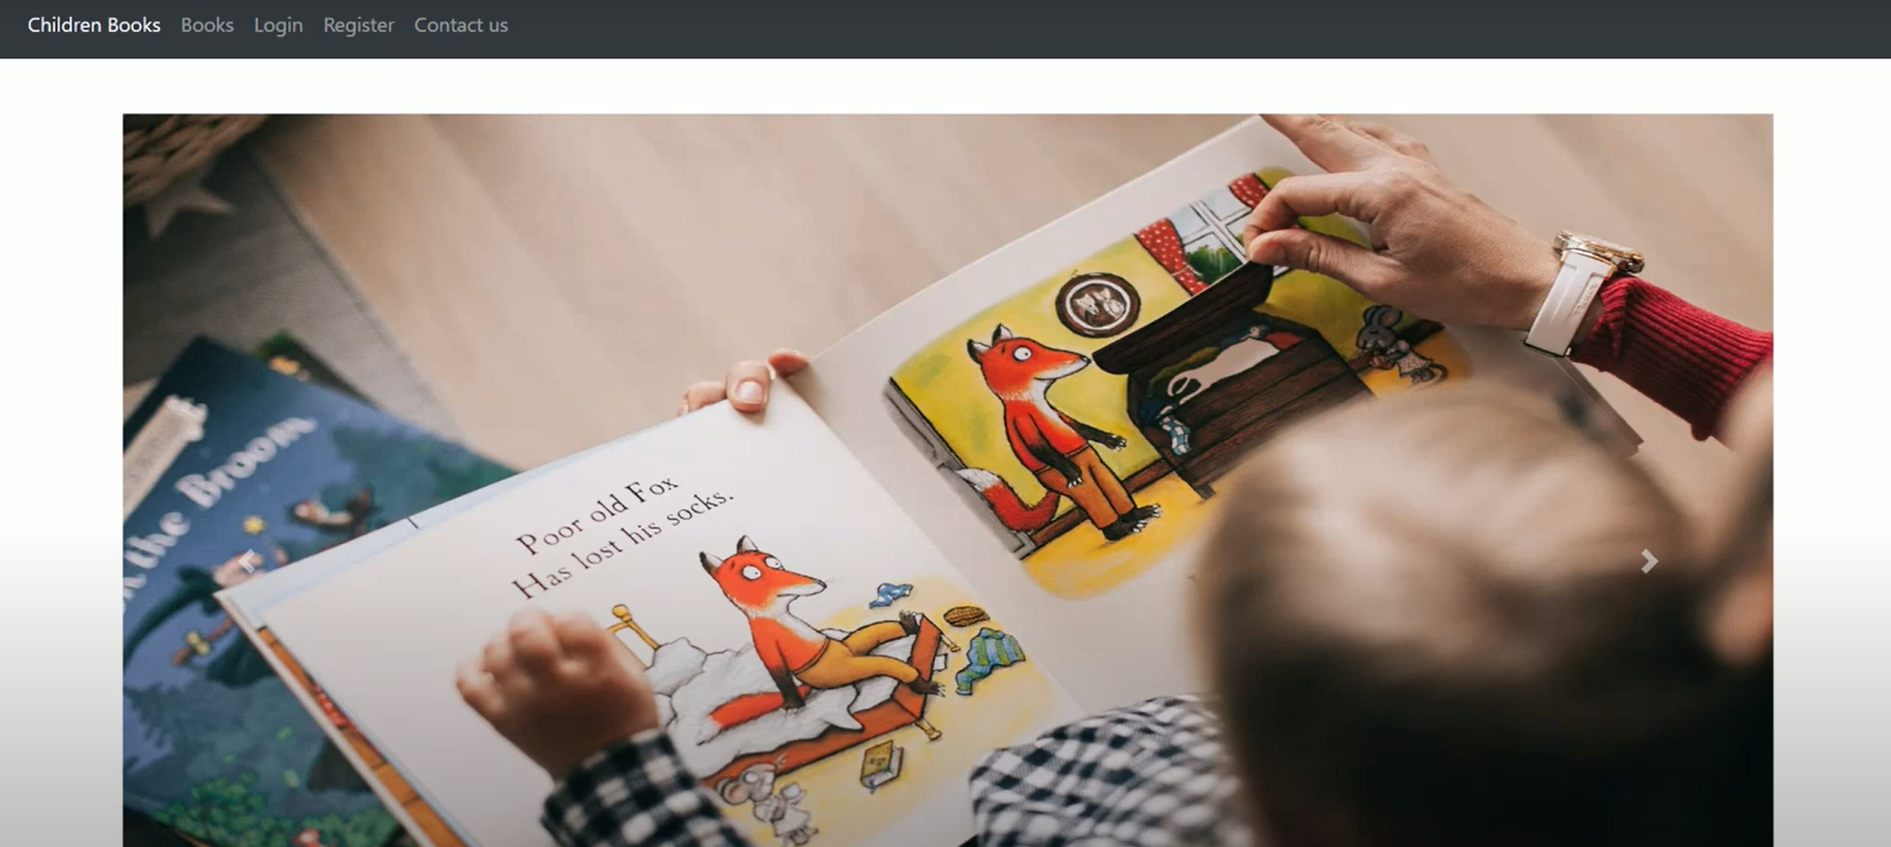 Children Books Books Login Register Contact us
Poor old Fox
Has lost his socks.
the Broom